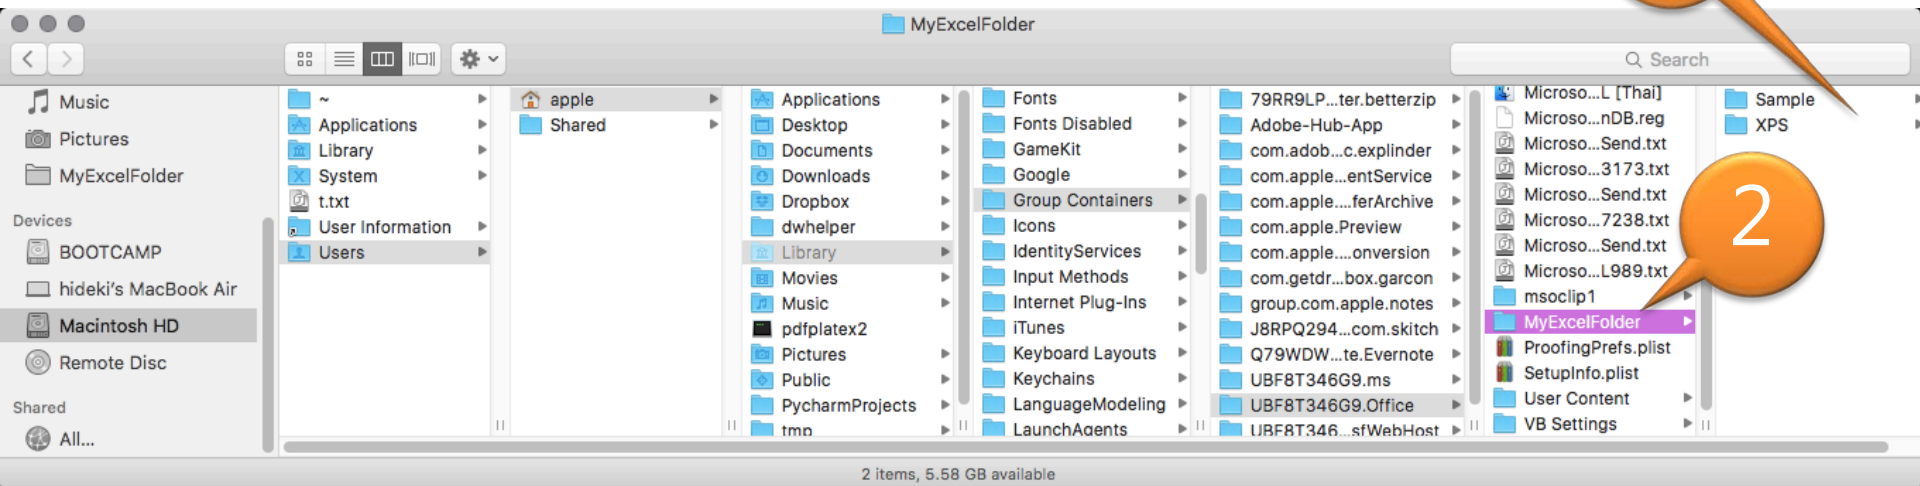 MyExcelFolder
Search
Music
Pictures
MyExcelFolder
Devices
BOOTCAMP
hideki's MacBook Air
Macintosh HD
Remote Disc
Shared
All...
~
Applications
Library
System
t.txt
User Information
Users
apple
Shared
Applications
Desktop
Documents
Downloads
Dropbox
dwhelper
Library
Movies
Music
pdfplatex2
Pictures
Public
PycharmProjects
tmp
Fonts
Fonts Disabled
GameKit
Google
Group Containers
Icons
IdentityServices
Input Methods
Internet Plug-Ins
iTunes
Keyboard Layouts
Keychains
LanguageModeling
LaunchAgents
79RR9LP...ter.betterzip
Adobe-Hub-App
com.adob...c.explinder
com.apple...entService
com.apple....ferArchive
com.apple.Preview
com.apple....onversion
com.getdr...box.garcon
group.com.apple.notes
J8RPQ294...com.skitch
Q79WDW...te.Evernote
UBF8T346G9.ms
UBF8T346G9.Office
UBF8T346...sfWebHost
Microso...L [Thai]
Microso...nDB.reg
Microso...Send.txt
Microso...3173.txt
Microso...Send.txt
Microso...7238.txt
Microso...Send.txt
Microso...L989.txt
msoclip1
MyExcelFolder
ProofingPrefs.plist
SetupInfo.plist
User Content
VB Settings
Sample
XPS
2
2 items, 5.58 GB available